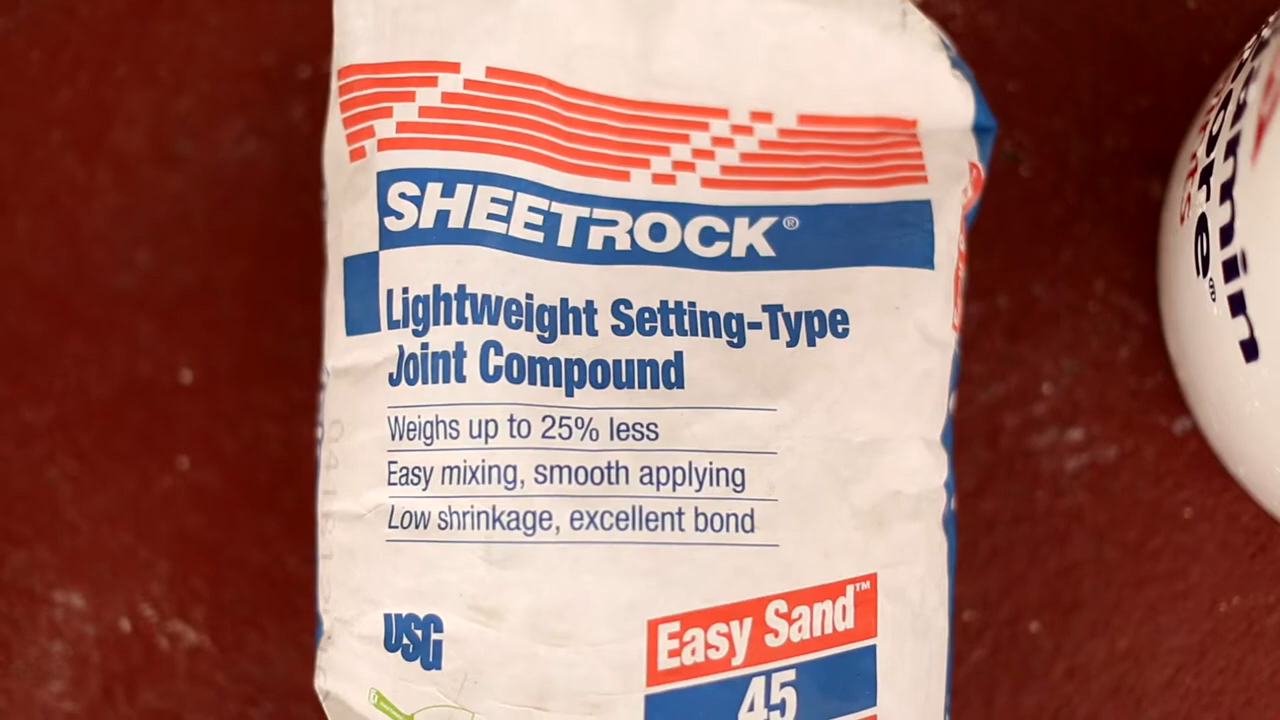 SHEETROCK®
Lightweight Setting-Type
Joint Compound
Weighs up to 25% less
Easy mixing, smooth applying
Low shrinkage, excellent bond
USG
Easy Sand™
45